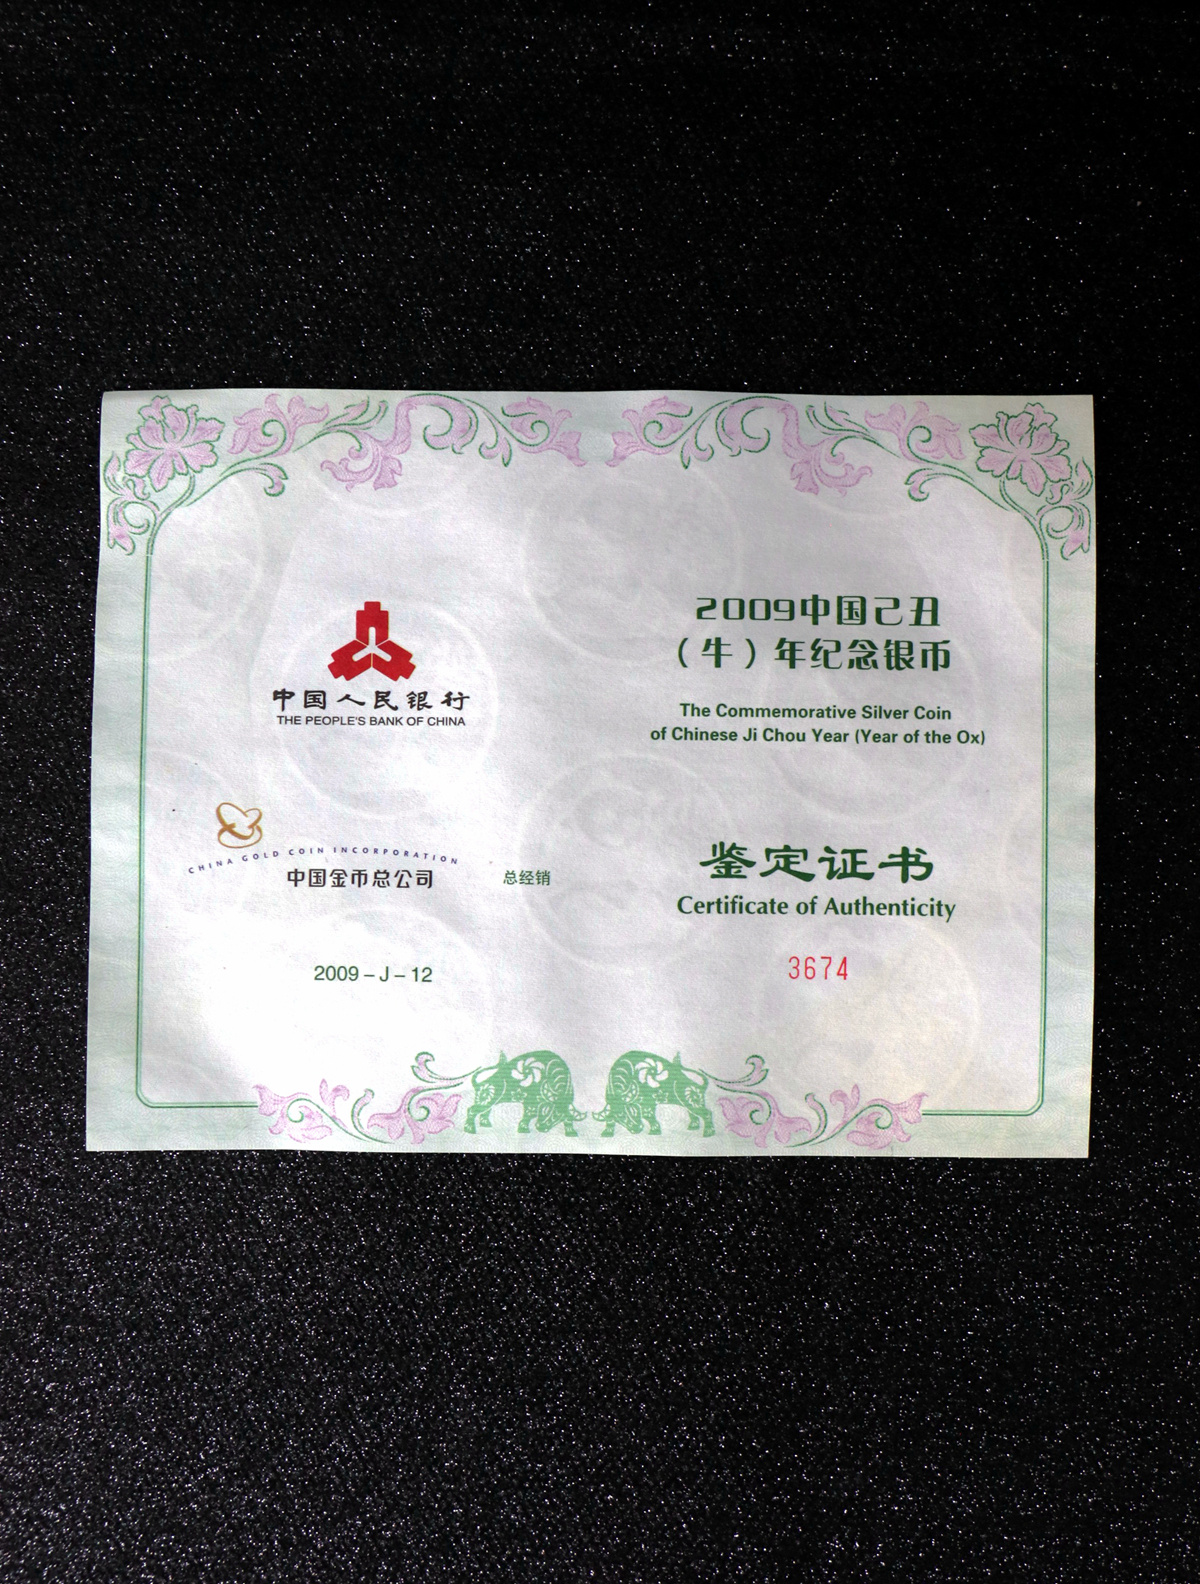 中国人民银行
THE PEOPLE'S BANK OF CHINA
CHINA GOLD COIN INCORPORATION
中国金币总公司 总经销
2009-J-12
2009中国己丑
（牛）年纪念银币
The Commemorative Silver Coin
of Chinese Ji Chou Year (Year of the Ox)
鉴定证书
Certificate of Authenticity
3674